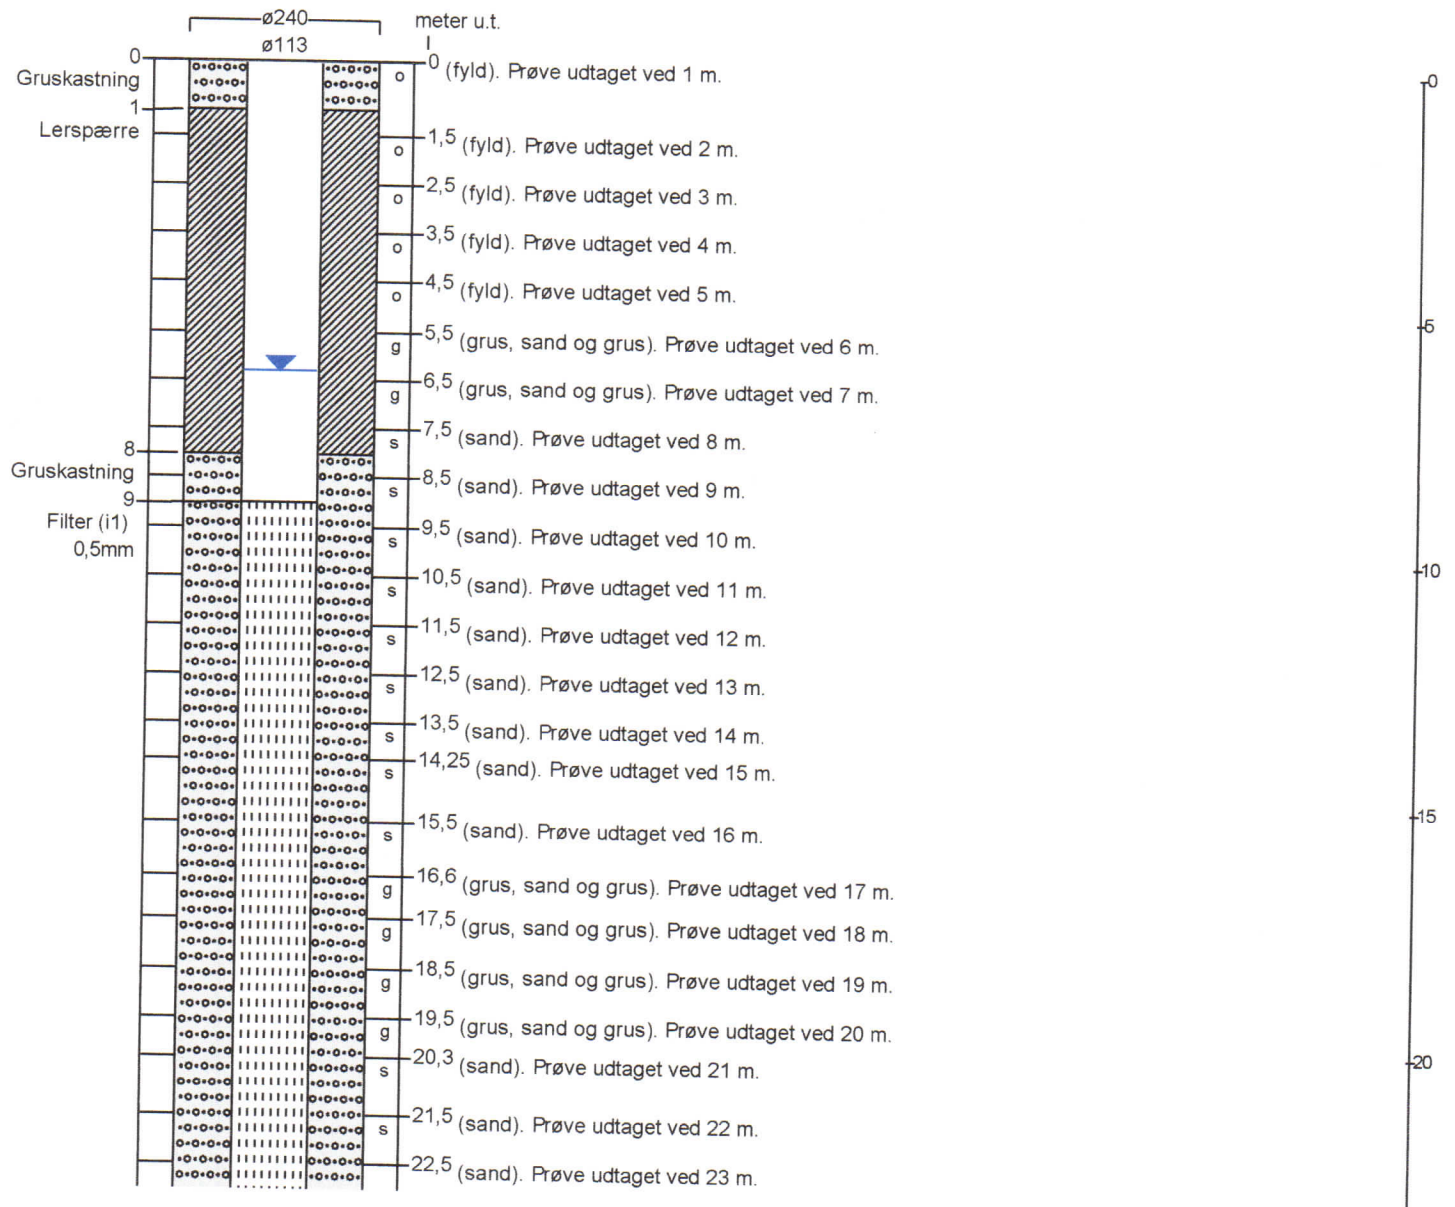 ø240
meter u.t.
ø113
0
0 (fyld). Prøve udtaget ved 1 m.
0
Gruskastning
o
1
Lerspærre
1,5 (fyld). Prøve udtaget ved 2 m.
o
2,5 (fyld). Prøve udtaget ved 3 m.
o
3,5 (fyld). Prøve udtaget ved 4 m.
o
4,5 (fyld). Prøve udtaget ved 5 m.
o
5
5,5 (grus, sand og grus). Prøve udtaget ved 6 m.
g
6,5 (grus, sand og grus). Prøve udtaget ved 7 m.
g
7,5 (sand). Prøve udtaget ved 8 m.
s
8
Gruskastning
8,5 (sand). Prøve udtaget ved 9 m.
s
9
Filter (i1)
0,5mm
9,5 (sand). Prøve udtaget ved 10 m.
s
10
10,5 (sand). Prøve udtaget ved 11 m.
s
11,5 (sand). Prøve udtaget ved 12 m.
s
12,5 (sand). Prøve udtaget ved 13 m.
s
13,5 (sand). Prøve udtaget ved 14 m.
s
14,25 (sand). Prøve udtaget ved 15 m.
s
15
15,5 (sand). Prøve udtaget ved 16 m.
s
16,6 (grus, sand og grus). Prøve udtaget ved 17 m.
g
17,5 (grus, sand og grus). Prøve udtaget ved 18 m.
g
18,5 (grus, sand og grus). Prøve udtaget ved 19 m.
g
19,5 (grus, sand og grus). Prøve udtaget ved 20 m.
g
20
20,3 (sand). Prøve udtaget ved 21 m.
s
21,5 (sand). Prøve udtaget ved 22 m.
s
22,5 (sand). Prøve udtaget ved 23 m.